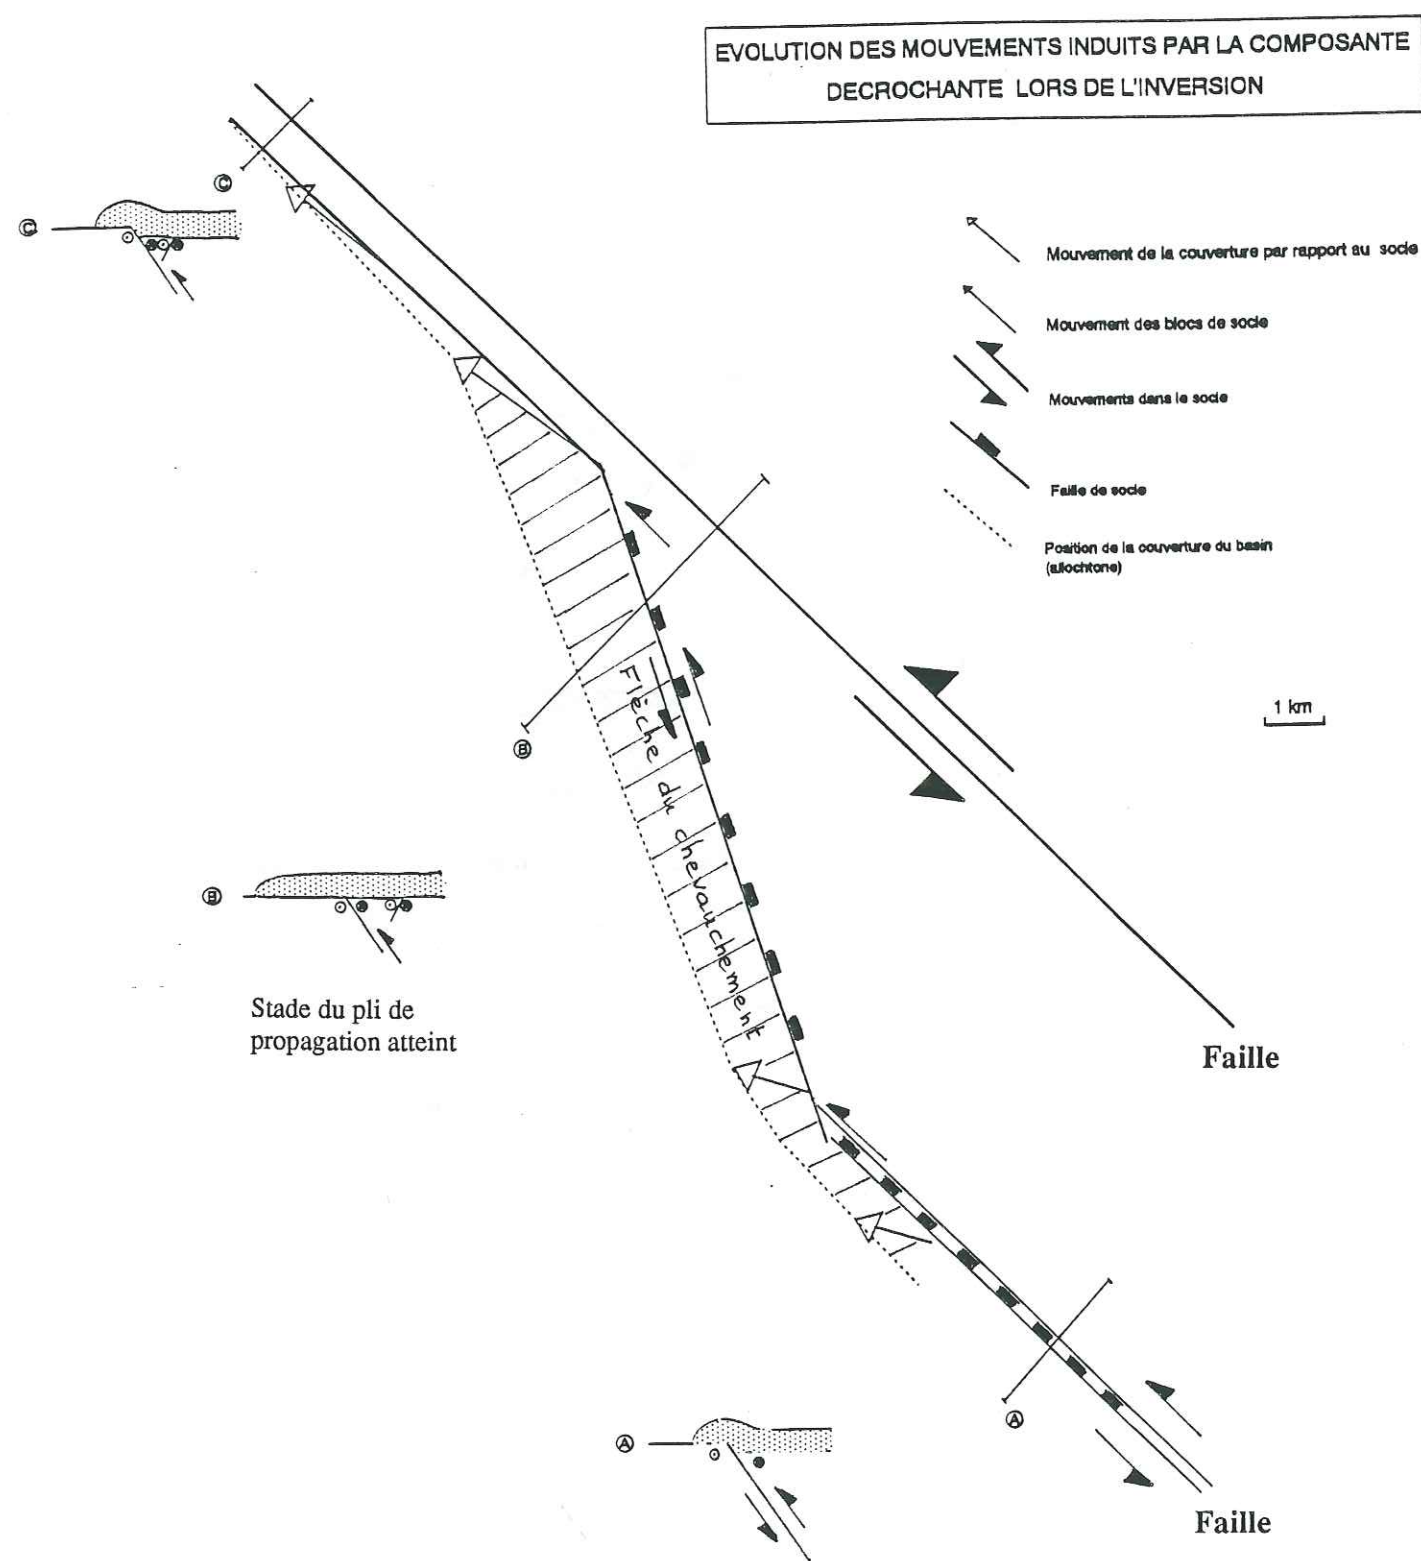 EVOLUTION DES MOUVEMENTS INDUITS PAR LA COMPOSANTE
DECROCHANTE LORS DE L'INVERSION
C
C
Mouvement de la couverture par rapport au socle
Mouvement des blocs de socle
Mouvements dans le socle
Faille de socle
Position de la couverture du basin
(allochtone)
1 km
Flèche du chevauchement
B
B
Stade du pli de
propagation atteint
Faille
A
A
Faille